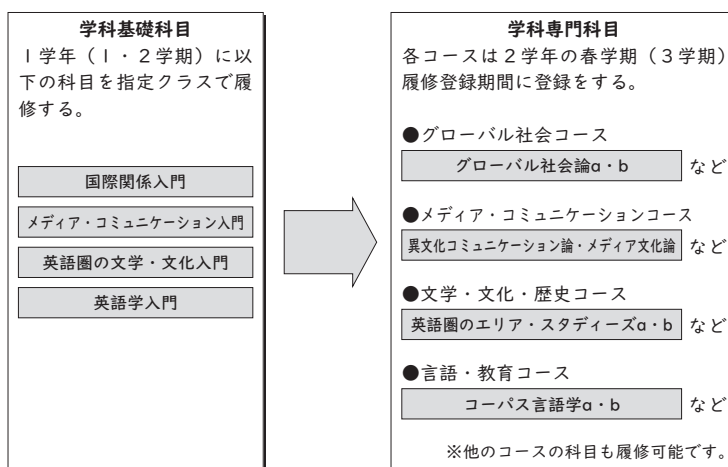 学科基礎科目
1学年（1・2学期）に以
下の科目を指定クラスで履
修する。
国際関係入門
メディア・コミュニケーション入門
英語圏の文学・文化入門
英語学入門
学科専門科目
各コースは2学年の春学期（3学期）
履修登録期間に登録をする。
●グローバル社会コース
グローバル社会論a・b など
●メディア・コミュニケーションコース
異文化コミュニケーション論・メディア文化論 など
●文学・文化・歴史コース
英語圏のエリア・スタディーズa・b など
●言語・教育コース
コーパス言語学a・b など
※他のコースの科目も履修可能です。